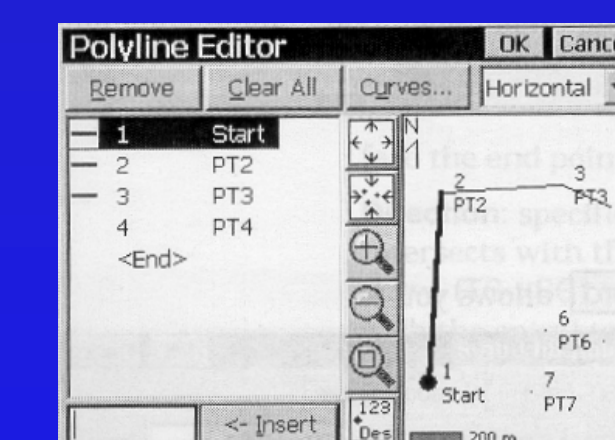 Polyline Editor OK Cance
Remove Clear All Curves... Horizontal
1 Start
2 PT2
3 PT3
4 PT4
<End>
<- Insert
N
2
PT2
3
PT3
6
PT6
1
Start
7
PT7
123
Des
200 m